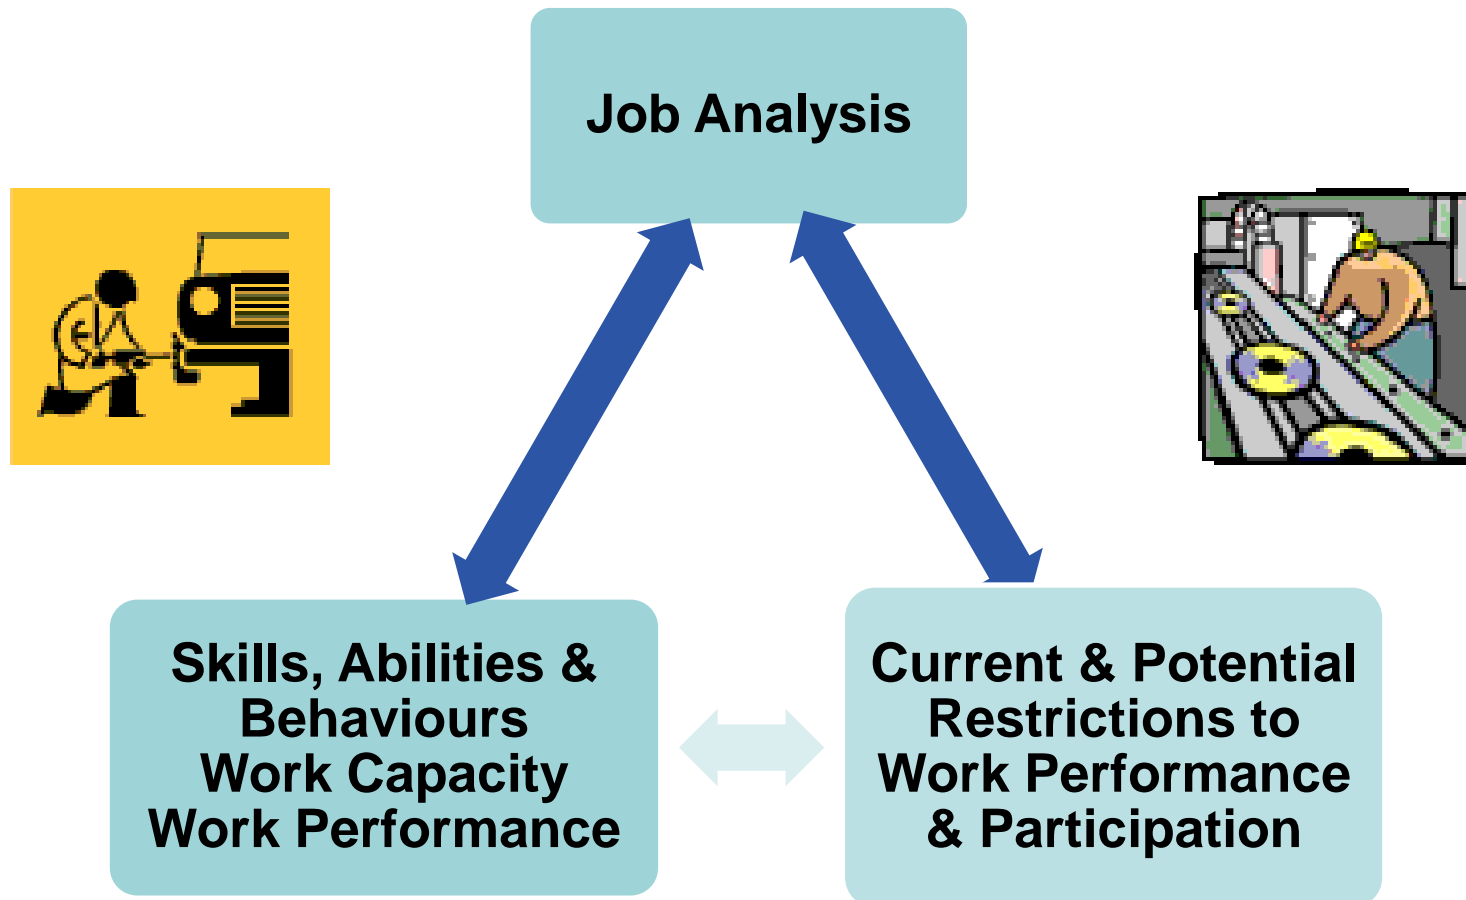 Job Analysis
Skills, Abilities &
Behaviours
Work Capacity
Work Performance
Current & Potential
Restrictions to
Work Performance
& Participation